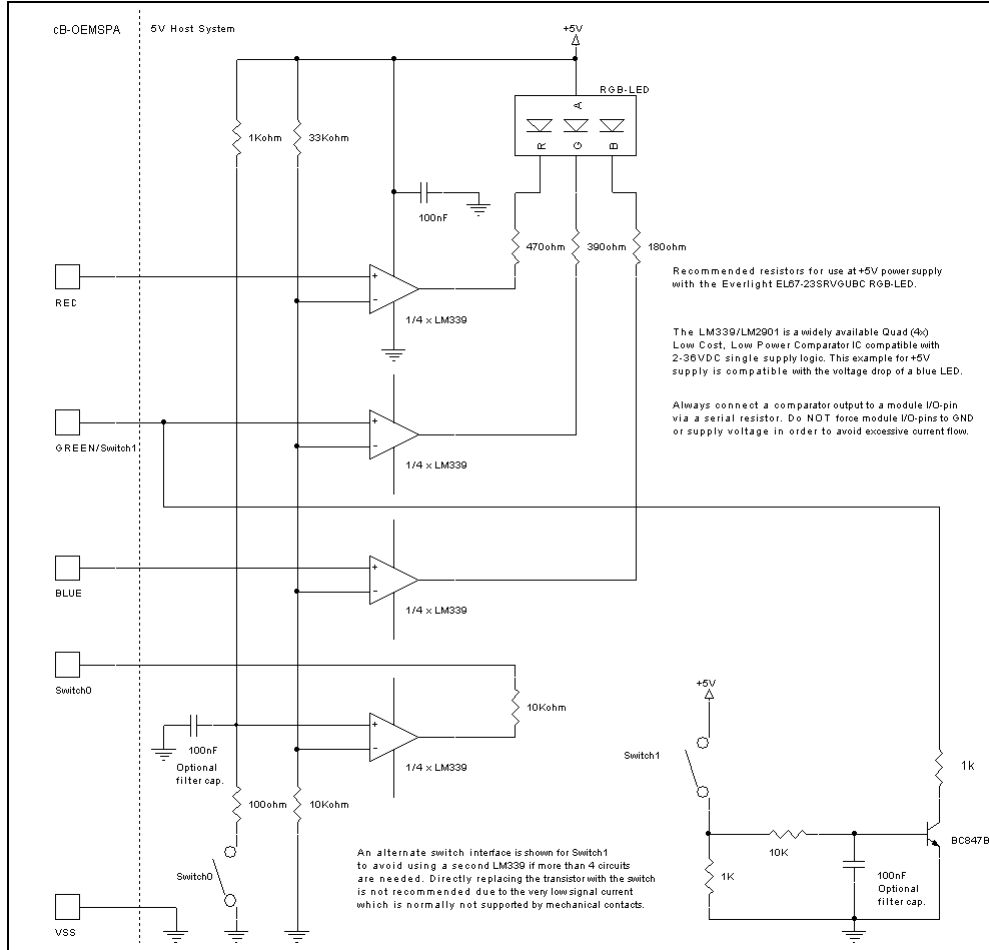 cB-OEMSPA
5V Host System
+5V
RGB-LED
A
R
G
B
1Kohm
33Kohm
100nF
470ohm
390ohm
180ohm
RED
+
-
1/4 x LM339
Recommended resistors for use at +5V power supply
with the Everlight EL67-23SRVGUBC RGB-LED.
The LM339/LM2901 is a widely available Quad (4x)
Low Cost, Low Power Comparator IC compatible with
2-36VDC single supply logic. This example for +5V
supply is compatible with the voltage drop of a blue LED.
Always connect a comparator output to a module I/O-pin
via a serial resistor. Do NOT force module I/O-pins to GND
or supply voltage in order to avoid excessive current flow.
GREEN/Switch1
+
-
1/4 x LM339
BLUE
+
-
1/4 x LM339
Switch0
10Kohm
+
-
1/4 x LM339
100nF
Optional
filter cap.
100ohm
10Kohm
Switch0
VSS
An alternate switch interface is shown for Switch1
to avoid using a second LM339 if more than 4 circuits
are needed. Directly replacing the transistor with the switch
is not recommended due to the very low signal current
which is normally not supported by mechanical contacts.
+5V
Switch1
1k
10K
BC847B
1K
100nF
Optional
filter cap.